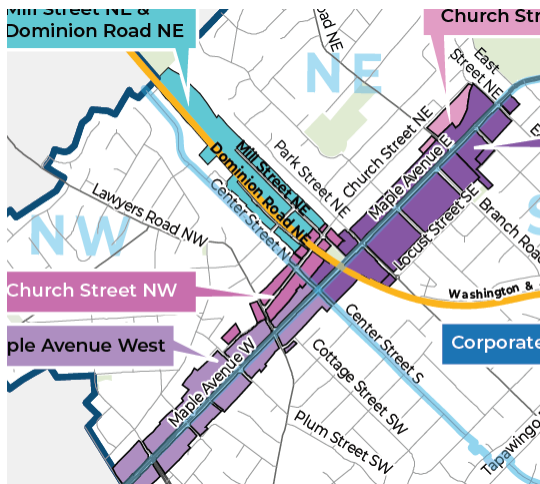 Mill Street NE &
Dominion Road NE
Church Str
East
Street NE
NE
Church Street NE
Park Street NE
Mill Street NE
Dominion Road NE
Maple Avenue E
Locust Street SE
Branch Road
Lawyers Road NW
Center Street N
NW
Church Street NW
Washington &
Center Street S
Corporate
ple Avenue West
Maple Avenue W
Cottage Street SW
Plum Street SW
Tapawingo